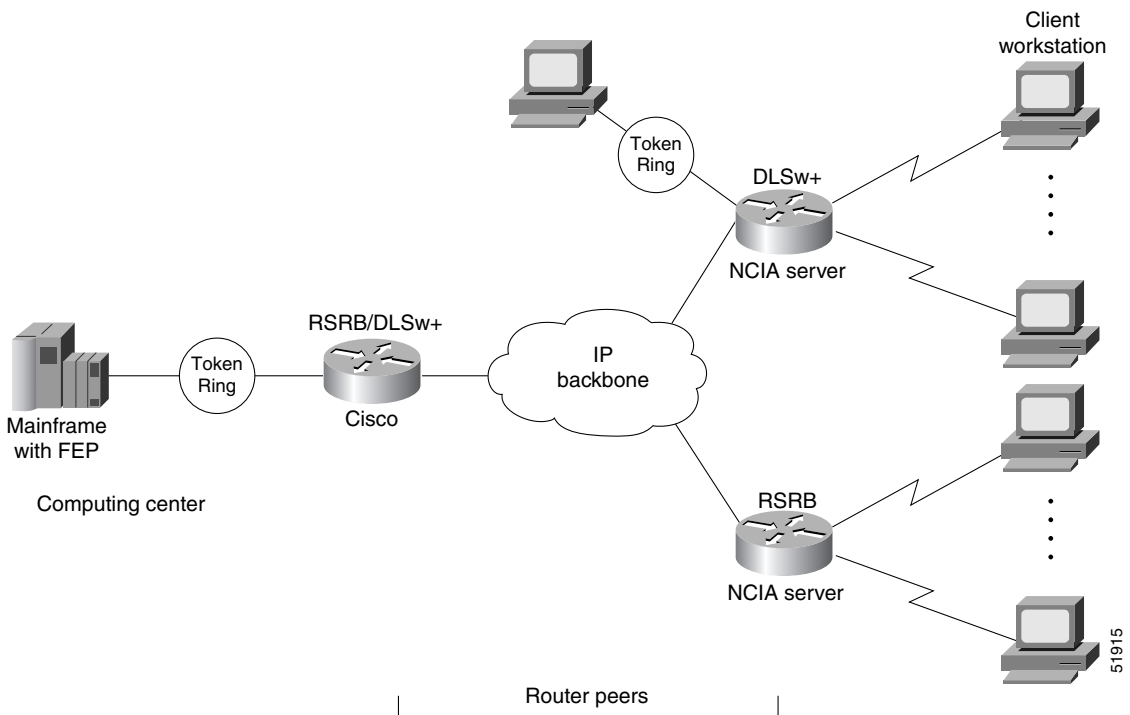 Client
workstation
Token
Ring
DLSw+
NCIA server
RSRB/DLSw+
Token
Ring
IP
backbone
Cisco
Mainframe
with FEP
Computing center
RSRB
NCIA server
51915
Router peers